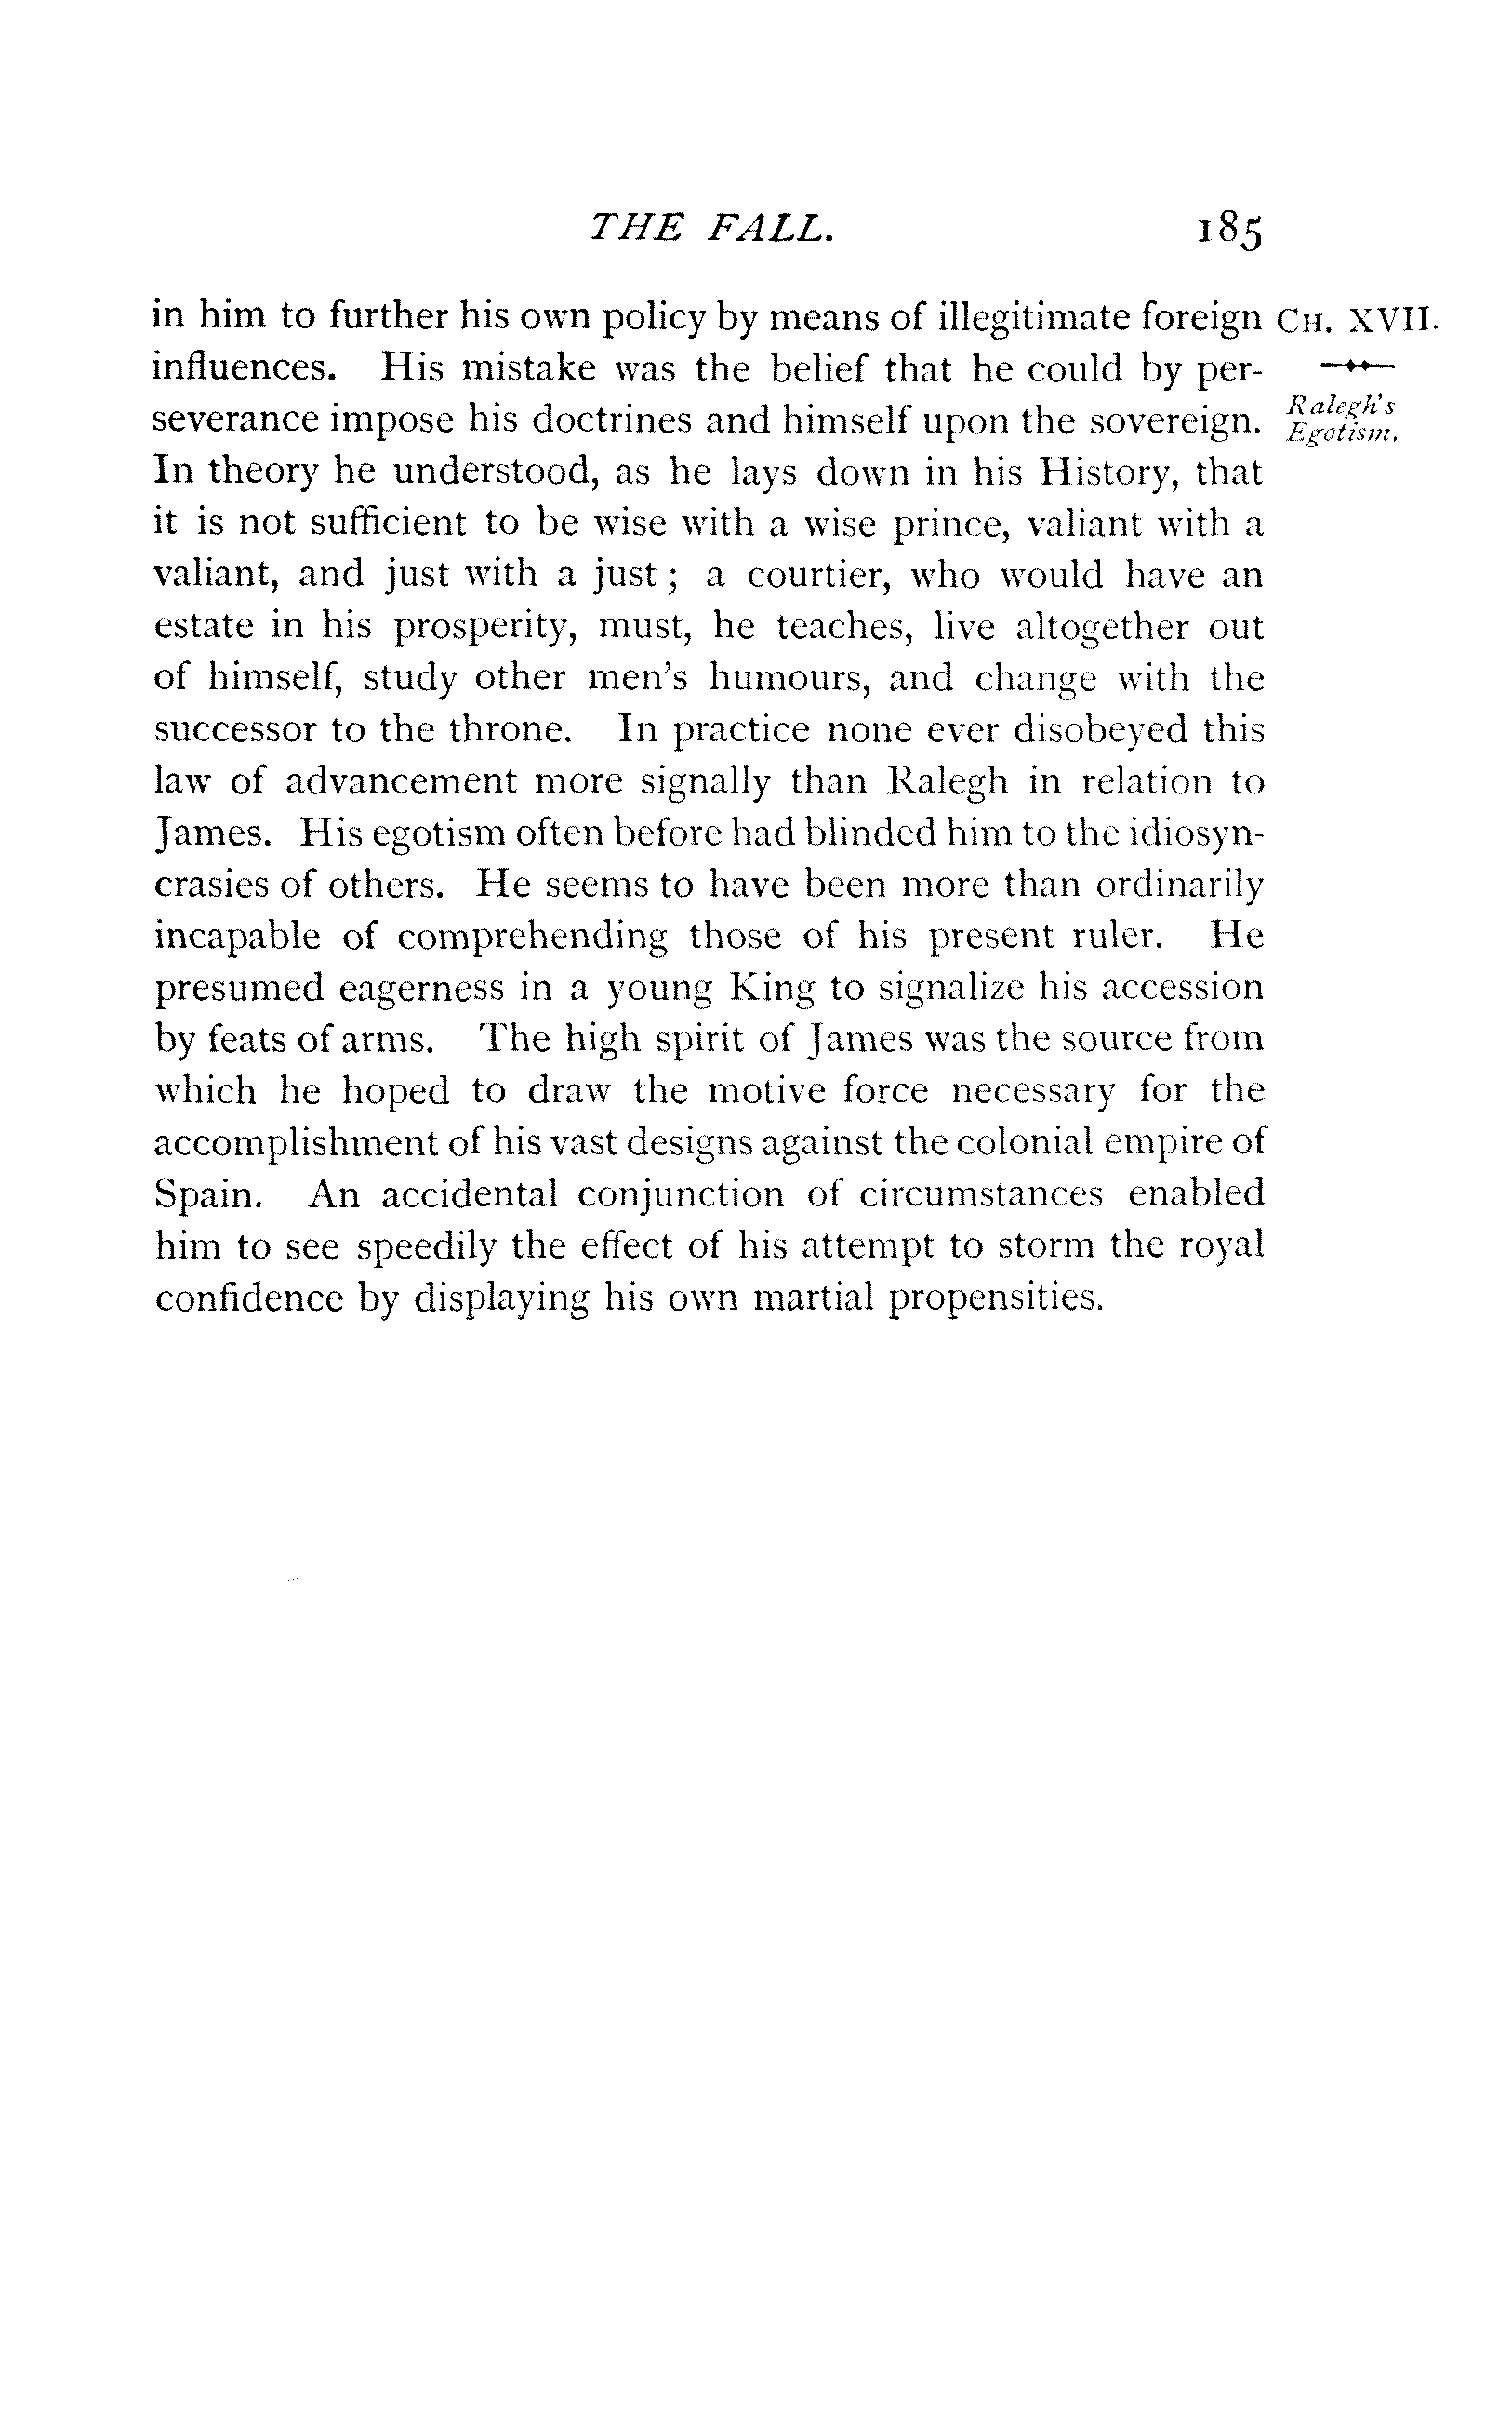 THE FALL. 185
in him to further his own policy by means of illegitimate foreign CH. XVII.
influences. His mistake was the belief that he could by per-
severance impose his doctrines and himself upon the sovereign.
Ralegh's
Egotism.
In theory he understood, as he lays down in his History, that
it is not sufficient to be wise with a wise prince, valiant with a
valiant, and just with a just ; a courtier, who would have an
estate in his prosperity, must, he teaches, live altogether out
of himself, study other men's humours, and change with the
successor to the throne. In practice none ever disobeyed this
law of advancement more signally than Ralegh in relation to
James. His egotism often before had blinded him to the idiosyn-
crasies of others. He seems to have been more than ordinarily
incapable of comprehending those of his present ruler. He
presumed eagerness in a young King to signalize his accession
by feats of arms. The high spirit of James was the source from
which he hoped to draw the motive force necessary for the
accomplishment of his vast designs against the colonial empire of
Spain. An accidental conjunction of circumstances enabled
him to see speedily the effect of his attempt to storm the royal
confidence by displaying his own martial propensities.